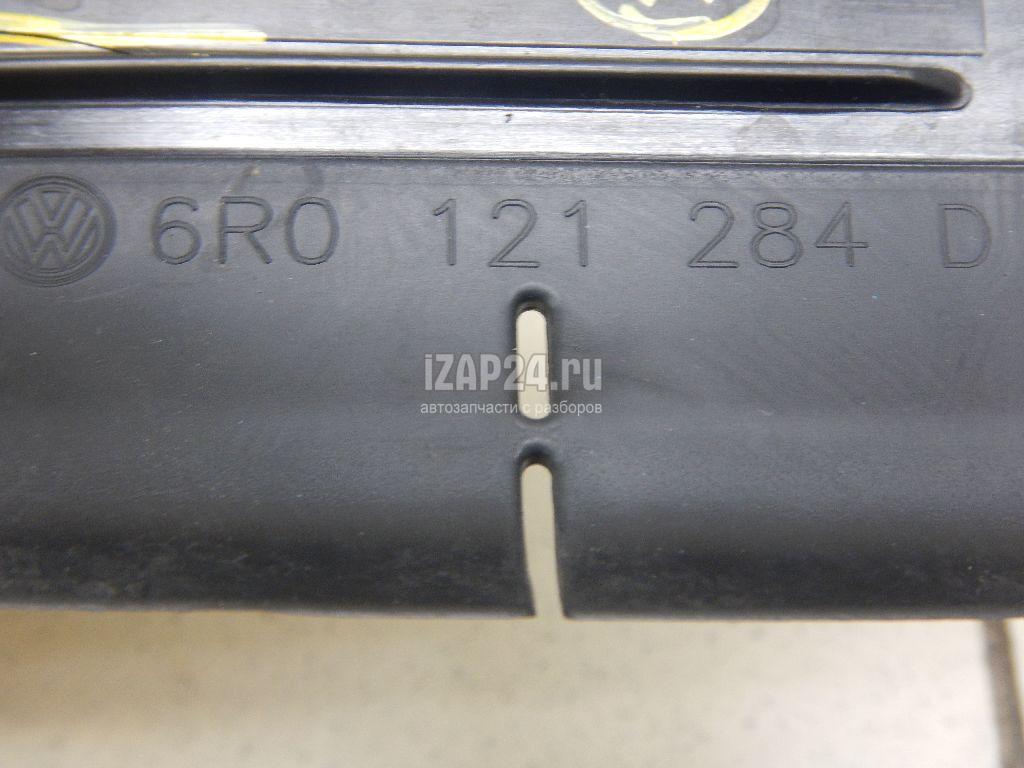 6R0 121 284 D
iZAP24.ru
автозапчасти с разборов